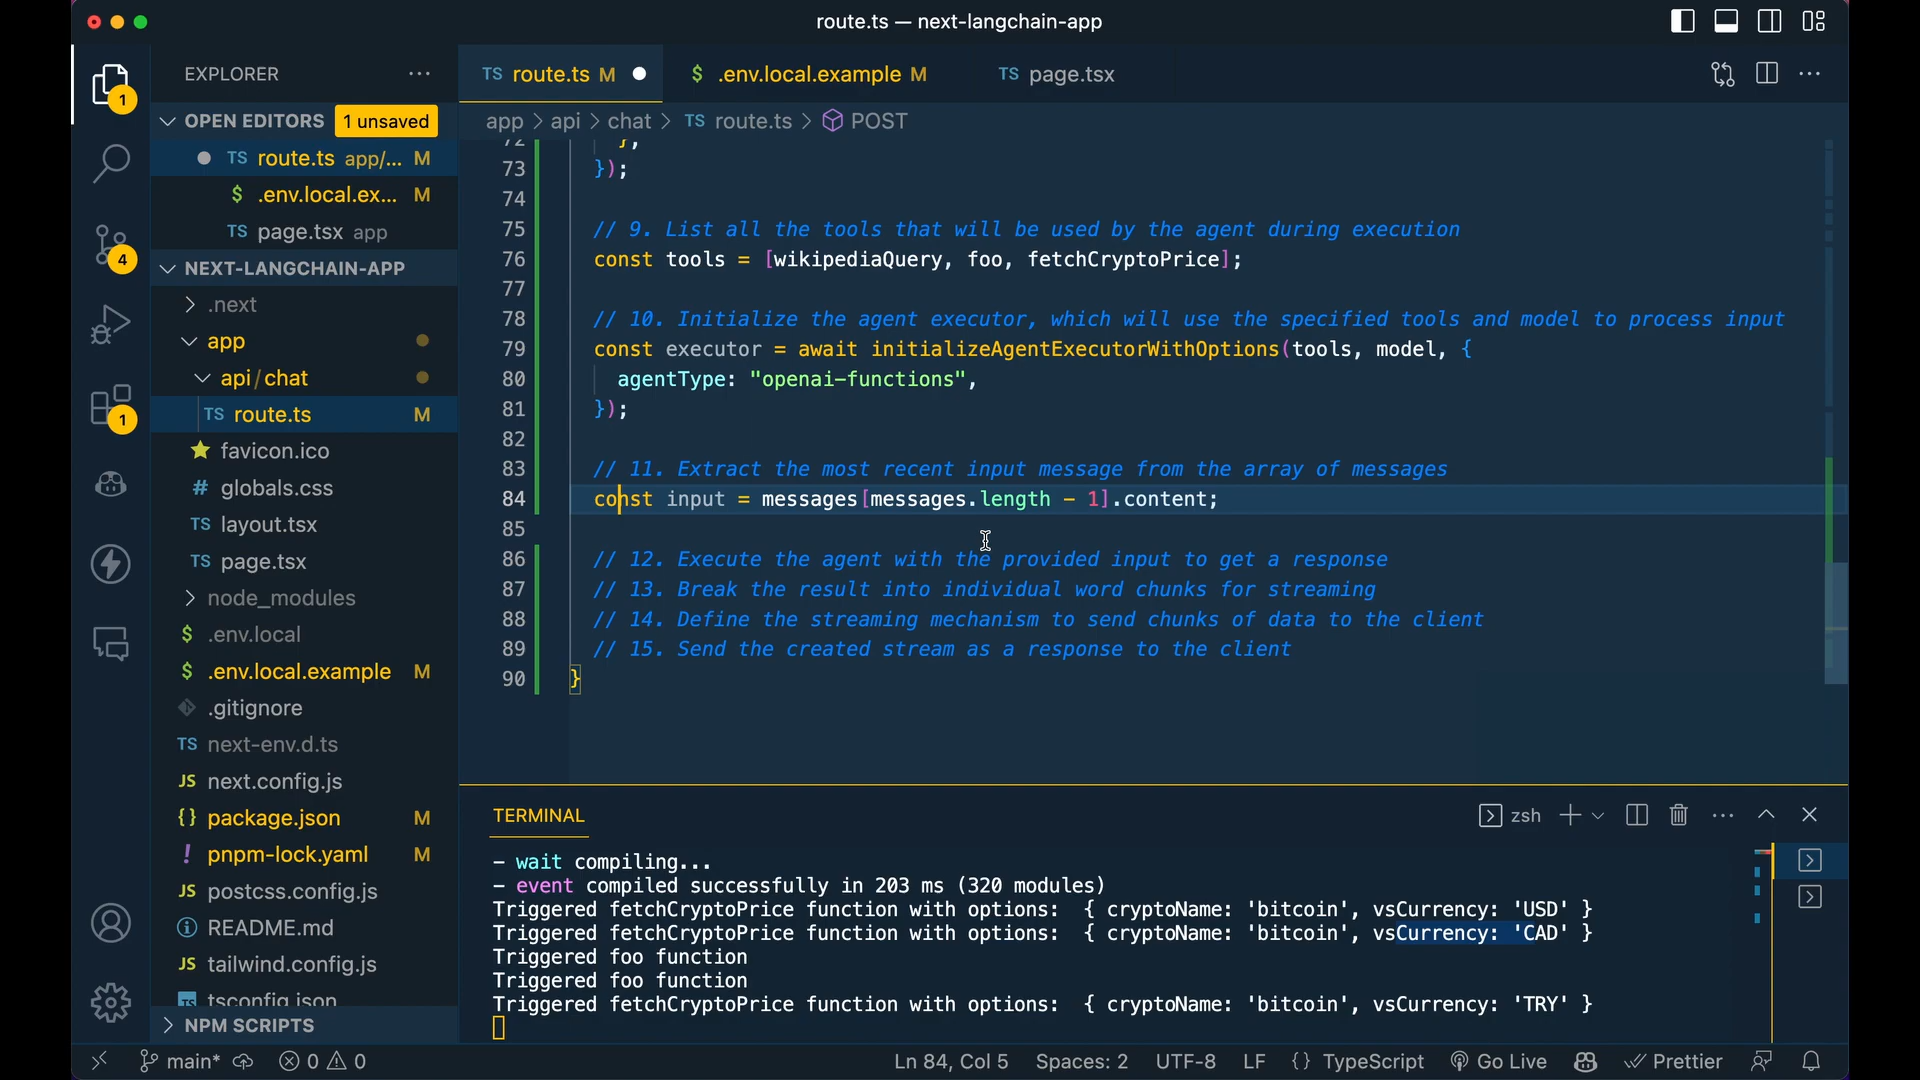 route.ts — next-langchain-app
EXPLORER
TS route.ts M
$ .env.local.example M
TS page.tsx
OPEN EDITORS 1 unsaved
app > api > chat > TS route.ts > POST
TS route.ts app/... M
$ .env.local.ex... M
TS page.tsx app
NEXT-LANGCHAIN-APP
.next
app
api/chat
TS route.ts M
favicon.ico
# globals.css
TS layout.tsx
TS page.tsx
node_modules
$ .env.local
$ .env.local.example M
.gitignore
TS next-env.d.ts
JS next.config.js
{} package.json M
! pnpm-lock.yaml M
JS postcss.config.js
README.md
JS tailwind.config.js
TS tsconfig.json
NPM SCRIPTS
1
4
1
72 },
73 });
74
75 // 9. List all the tools that will be used by the agent during execution
76 const tools = [wikipediaQuery, foo, fetchCryptoPrice];
77
78 // 10. Initialize the agent executor, which will use the specified tools and model to process input
79 const executor = await initializeAgentExecutorWithOptions(tools, model, {
80 agentType: "openai-functions",
81 });
82
83 // 11. Extract the most recent input message from the array of messages
84 const input = messages[messages.length - 1].content;
85
86 // 12. Execute the agent with the provided input to get a response
87 // 13. Break the result into individual word chunks for streaming
88 // 14. Define the streaming mechanism to send chunks of data to the client
89 // 15. Send the created stream as a response to the client
90 }
TERMINAL
zsh
- wait compiling...
- event compiled successfully in 203 ms (320 modules)
Triggered fetchCryptoPrice function with options: { cryptoName: 'bitcoin', vsCurrency: 'USD' }
Triggered fetchCryptoPrice function with options: { cryptoName: 'bitcoin', vsCurrency: 'CAD' }
Triggered foo function
Triggered foo function
Triggered fetchCryptoPrice function with options: { cryptoName: 'bitcoin', vsCurrency: 'TRY' }
main* 0 0 Ln 84, Col 5 Spaces: 2 UTF-8 LF {} TypeScript Go Live Prettier